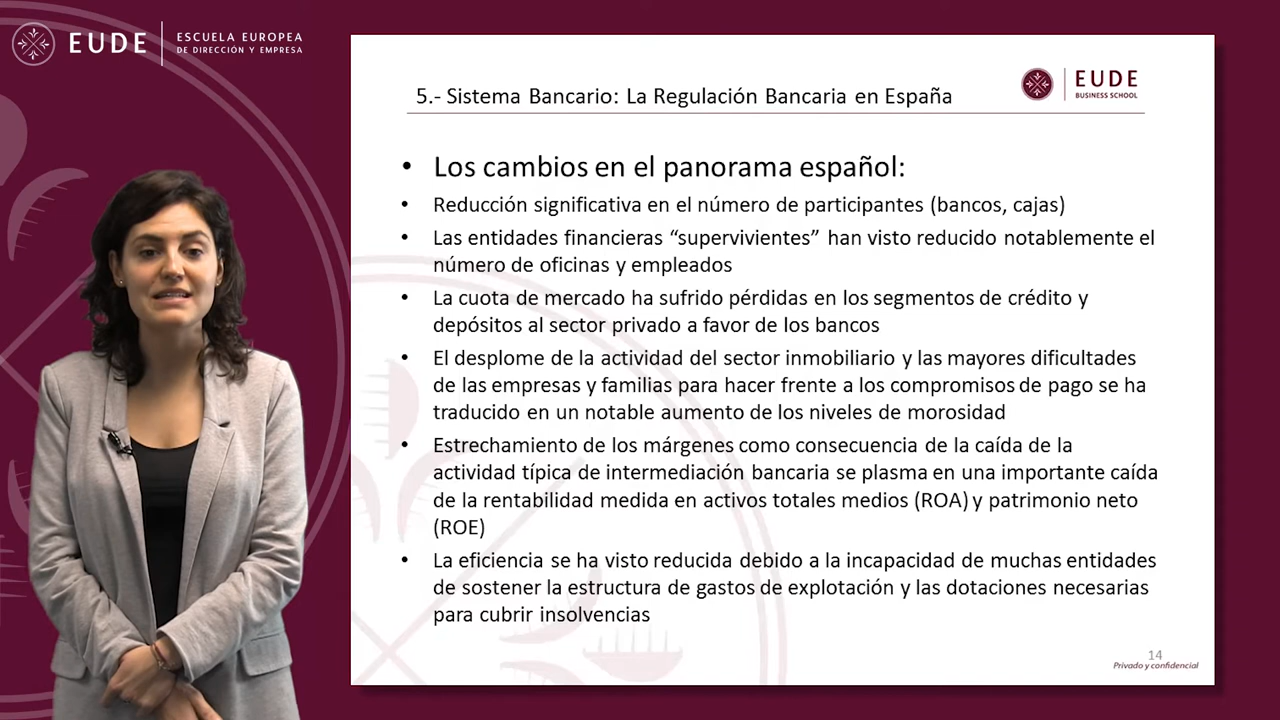 EUDE
ESCUELA EUROPEA
DE DIRECCIÓN Y EMPRESA
5.- Sistema Bancario: La Regulación Bancaria en España
EUDE
BUSINESS SCHOOL
• Los cambios en el panorama español:
• Reducción significativa en el número de participantes (bancos, cajas)
• Las entidades financieras “supervivientes” han visto reducido notablemente el
número de oficinas y empleados
• La cuota de mercado ha sufrido pérdidas en los segmentos de crédito y
depósitos al sector privado a favor de los bancos
• El desplome de la actividad del sector inmobiliario y las mayores dificultades
de las empresas y familias para hacer frente a los compromisos de pago se ha
traducido en un notable aumento de los niveles de morosidad
• Estrechamiento de los márgenes como consecuencia de la caída de la
actividad típica de intermediación bancaria se plasma en una importante caída
de la rentabilidad medida en activos totales medios (ROA) y patrimonio neto
(ROE)
• La eficiencia se ha visto reducida debido a la incapacidad de muchas entidades
de sostener la estructura de gastos de explotación y las dotaciones necesarias
para cubrir insolvencias
14
Privado y confidencial